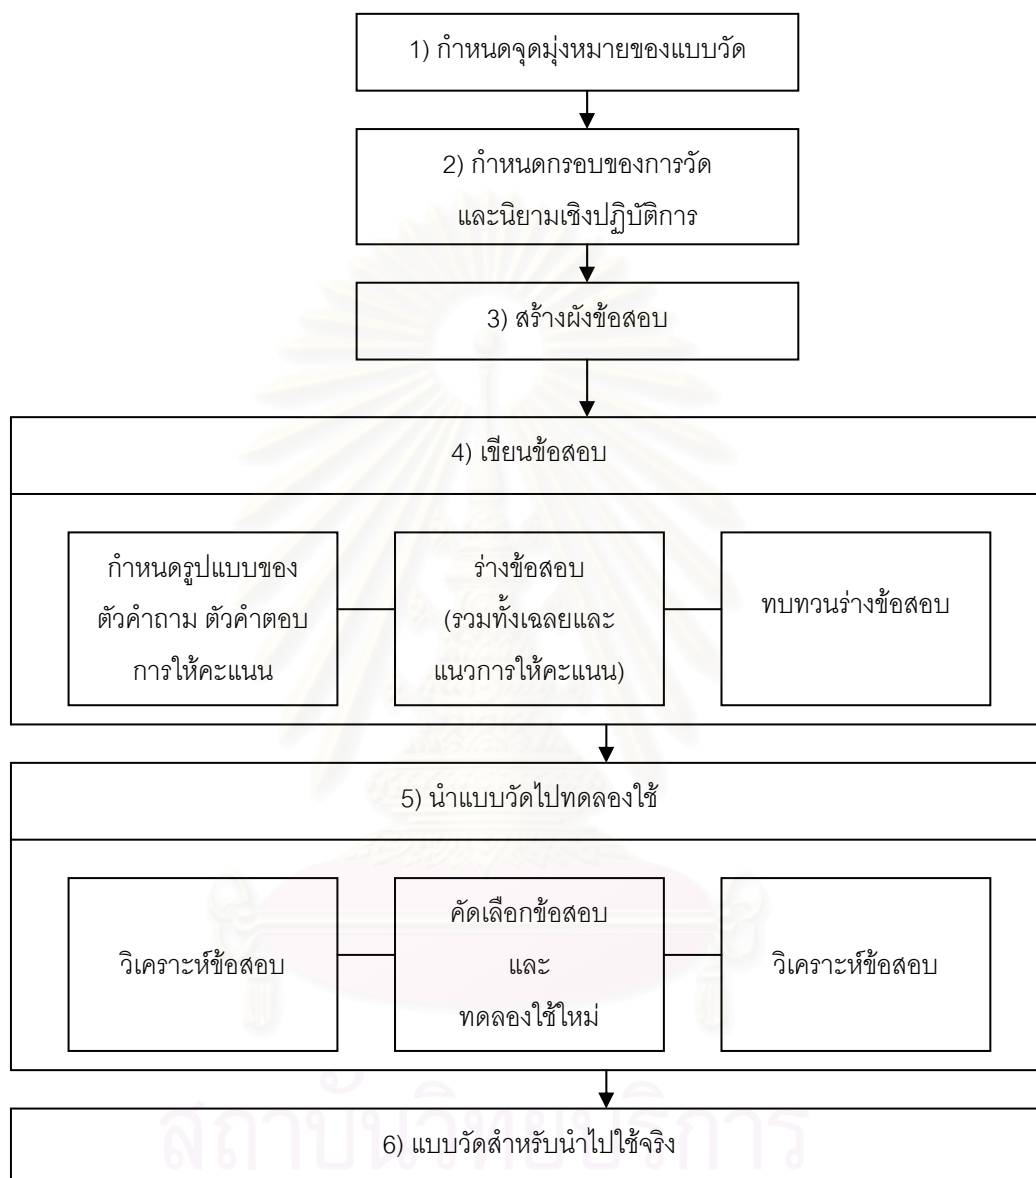 1) กำหนดจุดมุ่งหมายของแบบวัด
2) กำหนดกรอบของการวัด
และนิยามเชิงปฏิบัติการ
3) สร้างผังข้อสอบ
4) เขียนข้อสอบ
กำหนดรูปแบบของ
ตัวคำถาม ตัวคำตอบ
การให้คะแนน
ร่างข้อสอบ
(รวมทั้งเฉลยและ
แนวการให้คะแนน)
ทบทวนร่างข้อสอบ
5) นำแบบวัดไปทดลองใช้
วิเคราะห์ข้อสอบ
คัดเลือกข้อสอบ
และ
ทดลองใช้ใหม่
วิเคราะห์ข้อสอบ
สถาบันวิทยบริการ
6) แบบวัดสำหรับนำไปใช้จริง